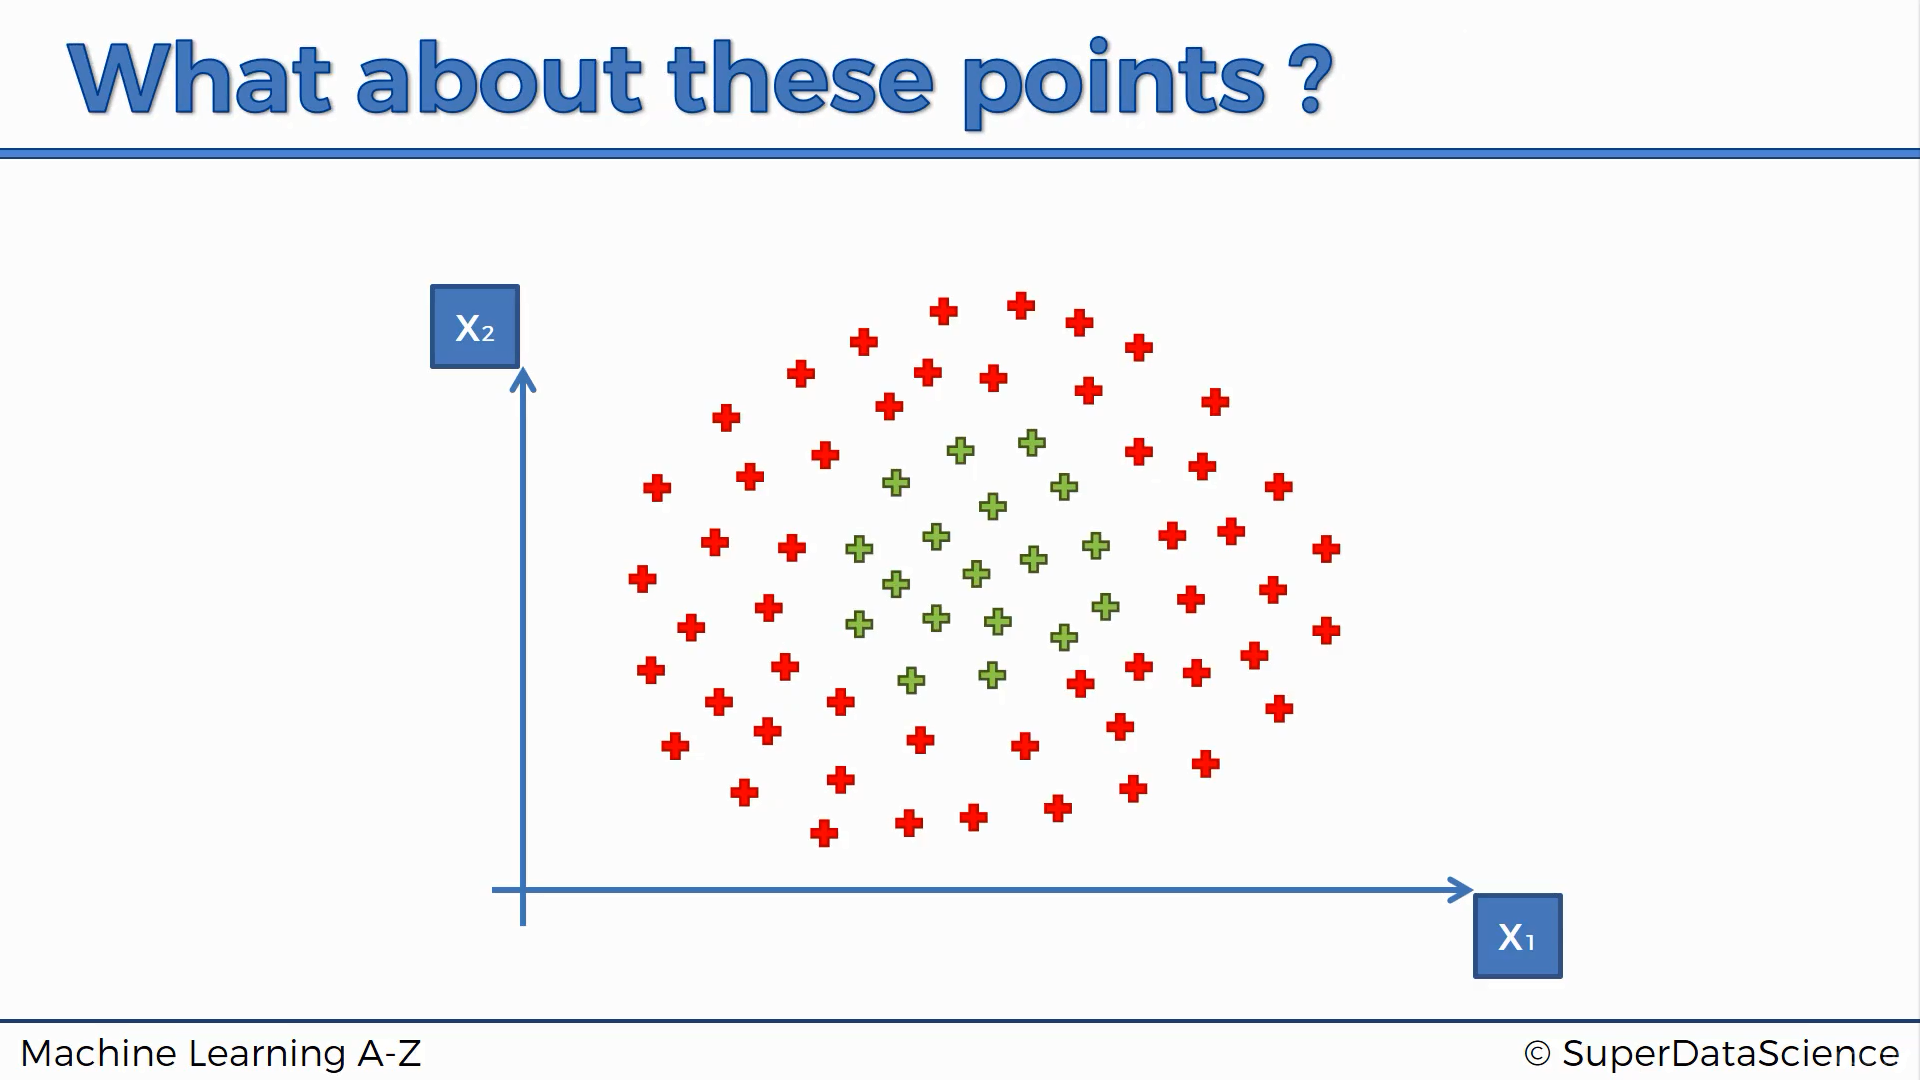 What about these points ?
X₂
X₁
Machine Learning A-Z
© SuperDataScience